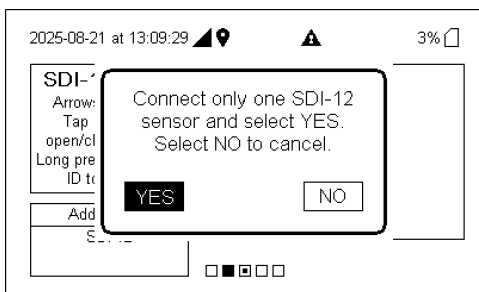 2025-08-21 at 13:09:29
3%
SDI-
Arrow
Tap
open/cl
Long pre
ID to
Connect only one SDI-12
sensor and select YES.
Select NO to cancel.
YES
NO
Add